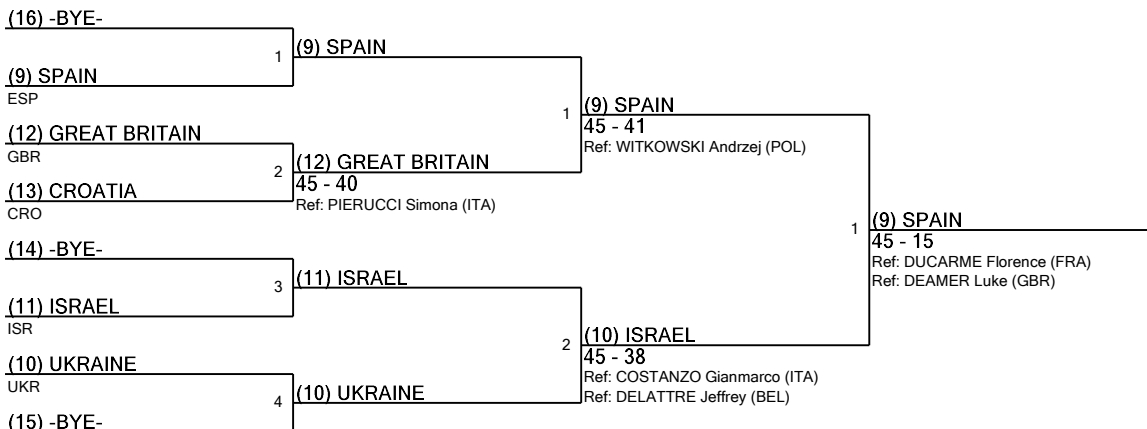 (16) -BYE-
1
(9) SPAIN
(9) SPAIN
ESP
1
(9) SPAIN
45 - 41
Ref: WITKOWSKI Andrzej (POL)
(12) GREAT BRITAIN
GBR
2
(12) GREAT BRITAIN
45 - 40
Ref: PIERUCCI Simona (ITA)
(13) CROATIA
CRO
1
(9) SPAIN
45 - 15
Ref: DUCARME Florence (FRA)
Ref: DEAMER Luke (GBR)
(14) -BYE-
3
(11) ISRAEL
(11) ISRAEL
ISR
2
(10) ISRAEL
45 - 38
Ref: COSTANZO Gianmarco (ITA)
Ref: DELATTRE Jeffrey (BEL)
(10) UKRAINE
UKR
4
(10) UKRAINE
(15) -BYE-